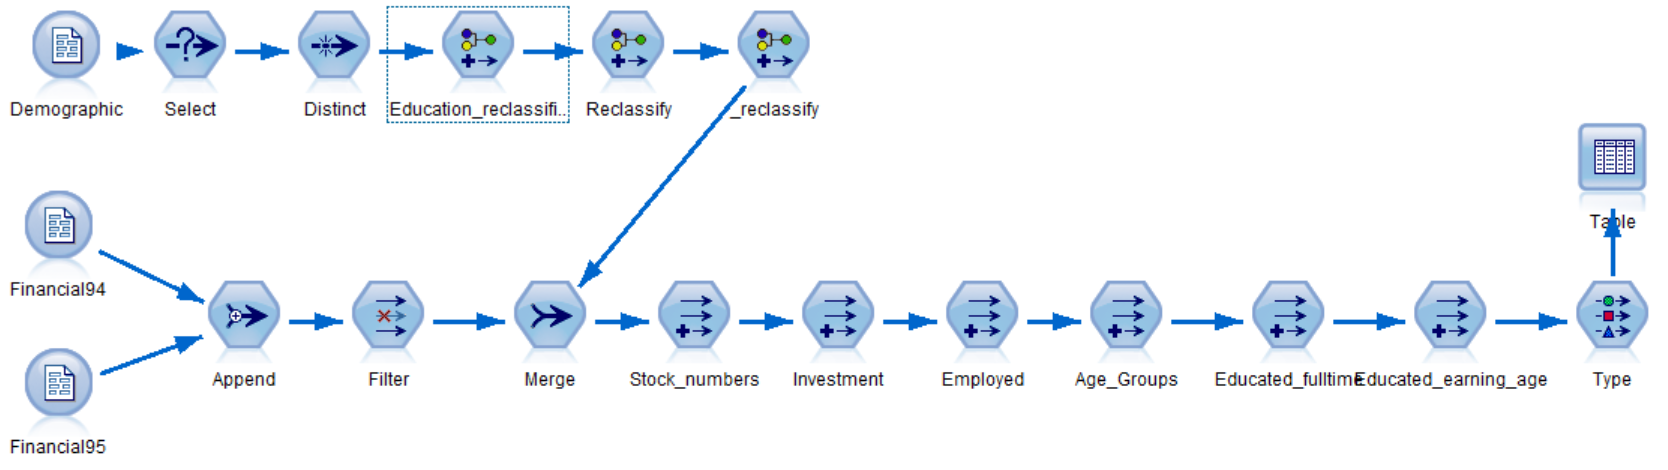 Demographic
Select
Distinct
Education_reclassifi..
Reclassify
_reclassify
Table
Financial94
Append
Filter
Merge
Stock_numbers
Investment
Employed
Age_Groups
Educated_fulltime
Educated_earning_age
Type
Financial95